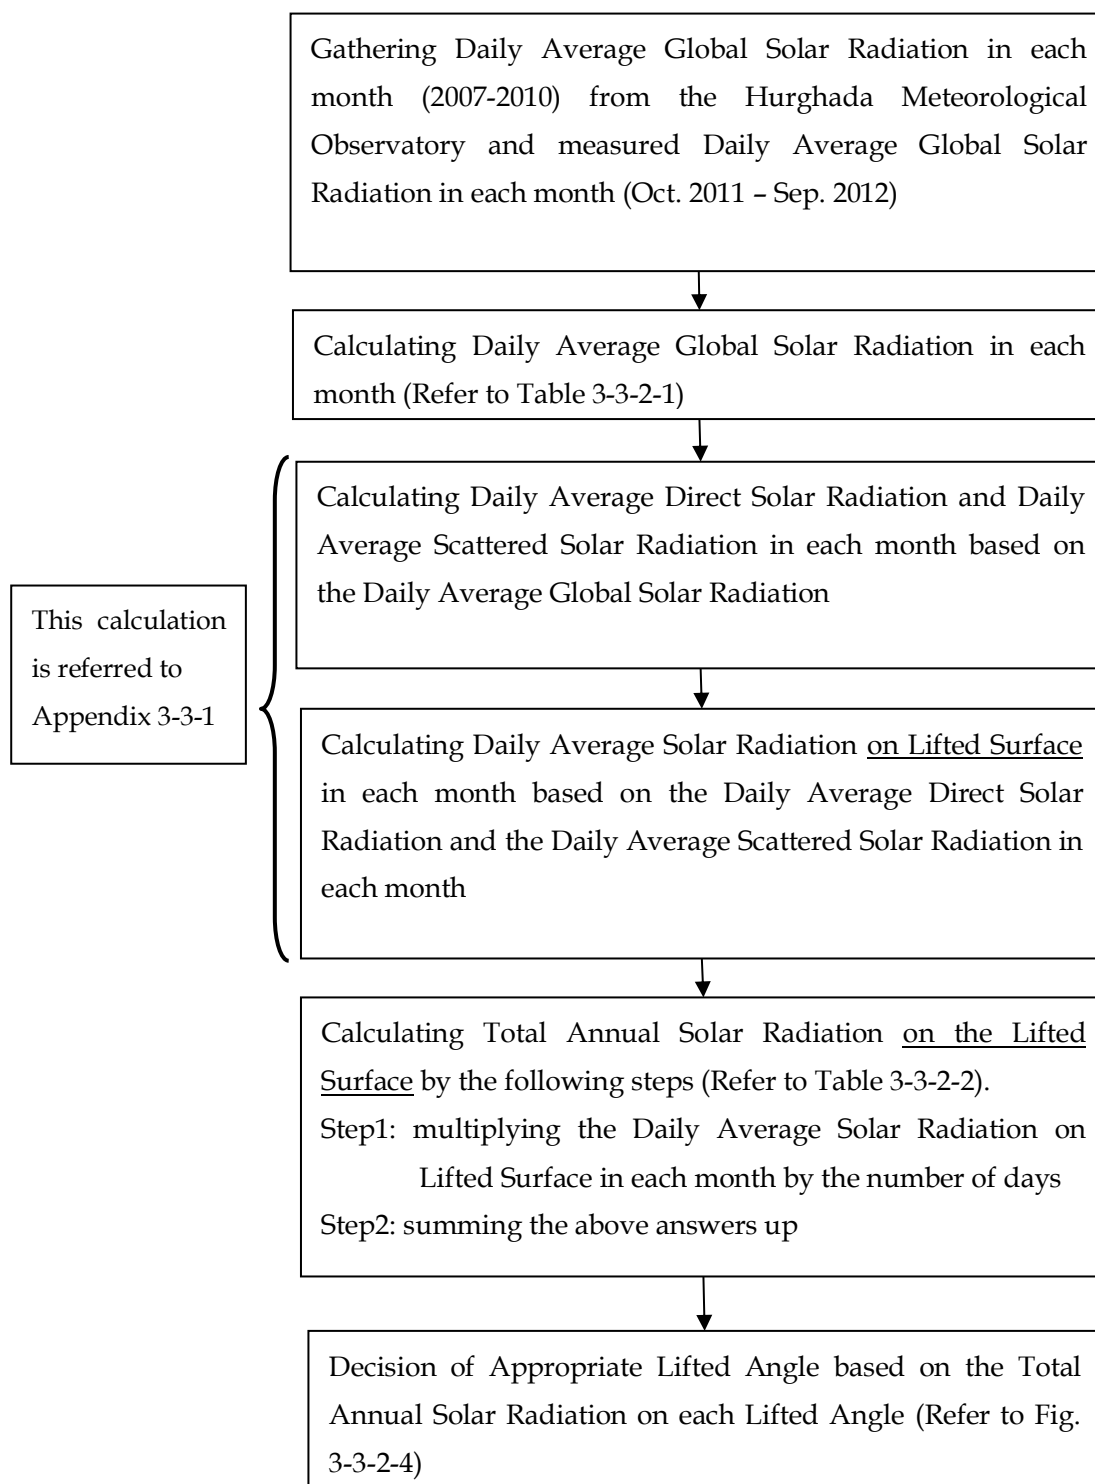 Gathering Daily Average Global Solar Radiation in each
month (2007-2010) from the Hurghada Meteorological
Observatory and measured Daily Average Global Solar
Radiation in each month (Oct. 2011 – Sep. 2012)
Calculating Daily Average Global Solar Radiation in each
month (Refer to Table 3-3-2-1)
This calculation
is referred to
Appendix 3-3-1
Calculating Daily Average Direct Solar Radiation and Daily
Average Scattered Solar Radiation in each month based on
the Daily Average Global Solar Radiation
Calculating Daily Average Solar Radiation on Lifted Surface
in each month based on the Daily Average Direct Solar
Radiation and the Daily Average Scattered Solar Radiation in
each month
Calculating Total Annual Solar Radiation on the Lifted
Surface by the following steps (Refer to Table 3-3-2-2).
Step1: multiplying the Daily Average Solar Radiation on
Lifted Surface in each month by the number of days
Step2: summing the above answers up
Decision of Appropriate Lifted Angle based on the Total
Annual Solar Radiation on each Lifted Angle (Refer to Fig.
3-3-2-4)